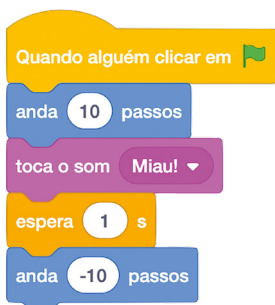 Quando alguém clicar em
anda 10 passos
toca o som Miau!
espera 1 s
anda -10 passos